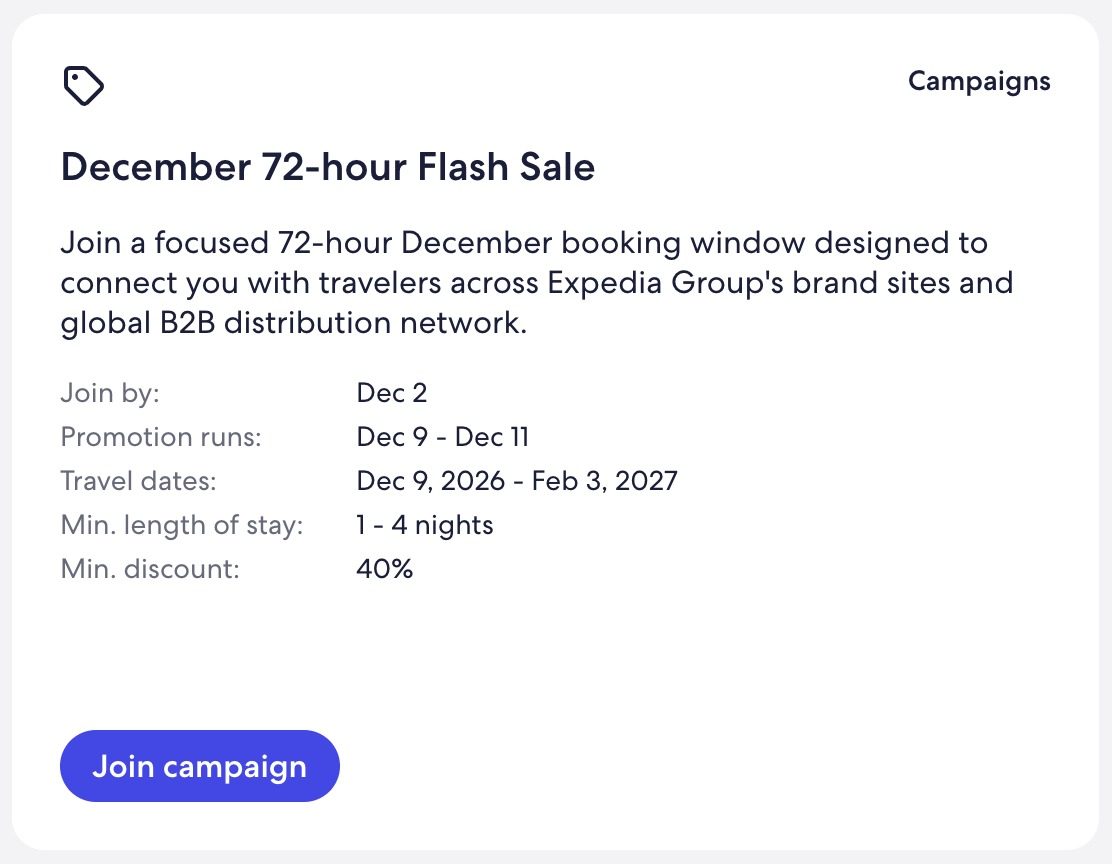 Campaigns
December 72-hour Flash Sale
Join a focused 72-hour December booking window designed to
connect you with travelers across Expedia Group's brand sites and
global B2B distribution network.
Join by: Dec 2
Promotion runs: Dec 9 - Dec 11
Travel dates: Dec 9, 2026 - Feb 3, 2027
Min. length of stay: 1 - 4 nights
Min. discount: 40%
Join campaign